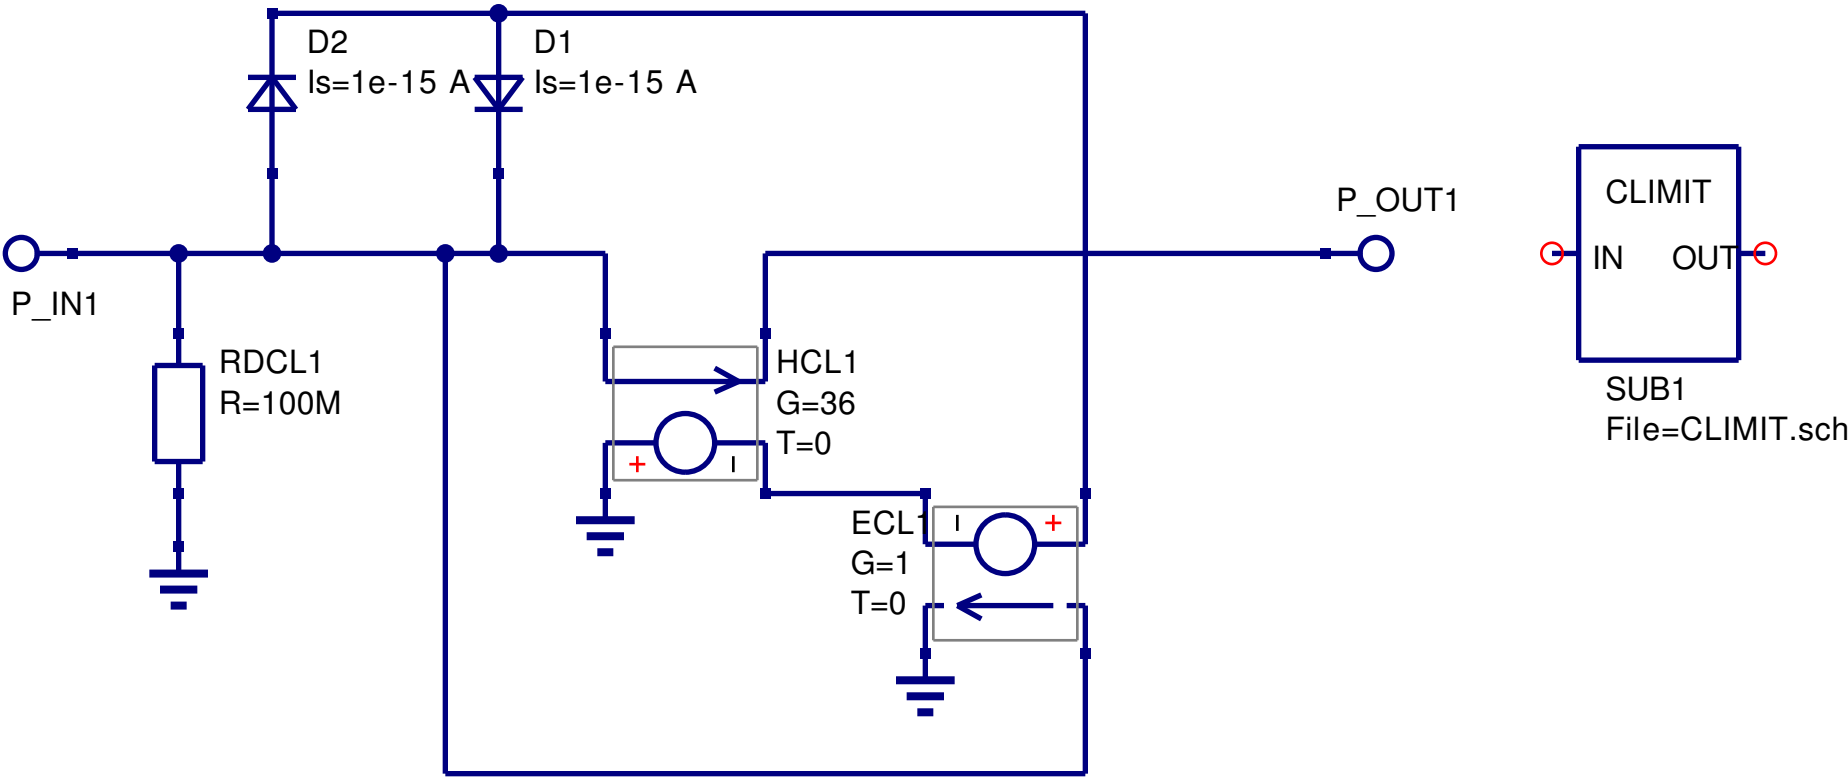 D2
Is=1e-15 A
D1
Is=1e-15 A
P_IN1
RDCL1
R=100M
HCL1
G=36
T=0
+ −
ECL1
G=1
T=0
− +
P_OUT1
CLIMIT
IN OUT
SUB1
File=CLIMIT.sch